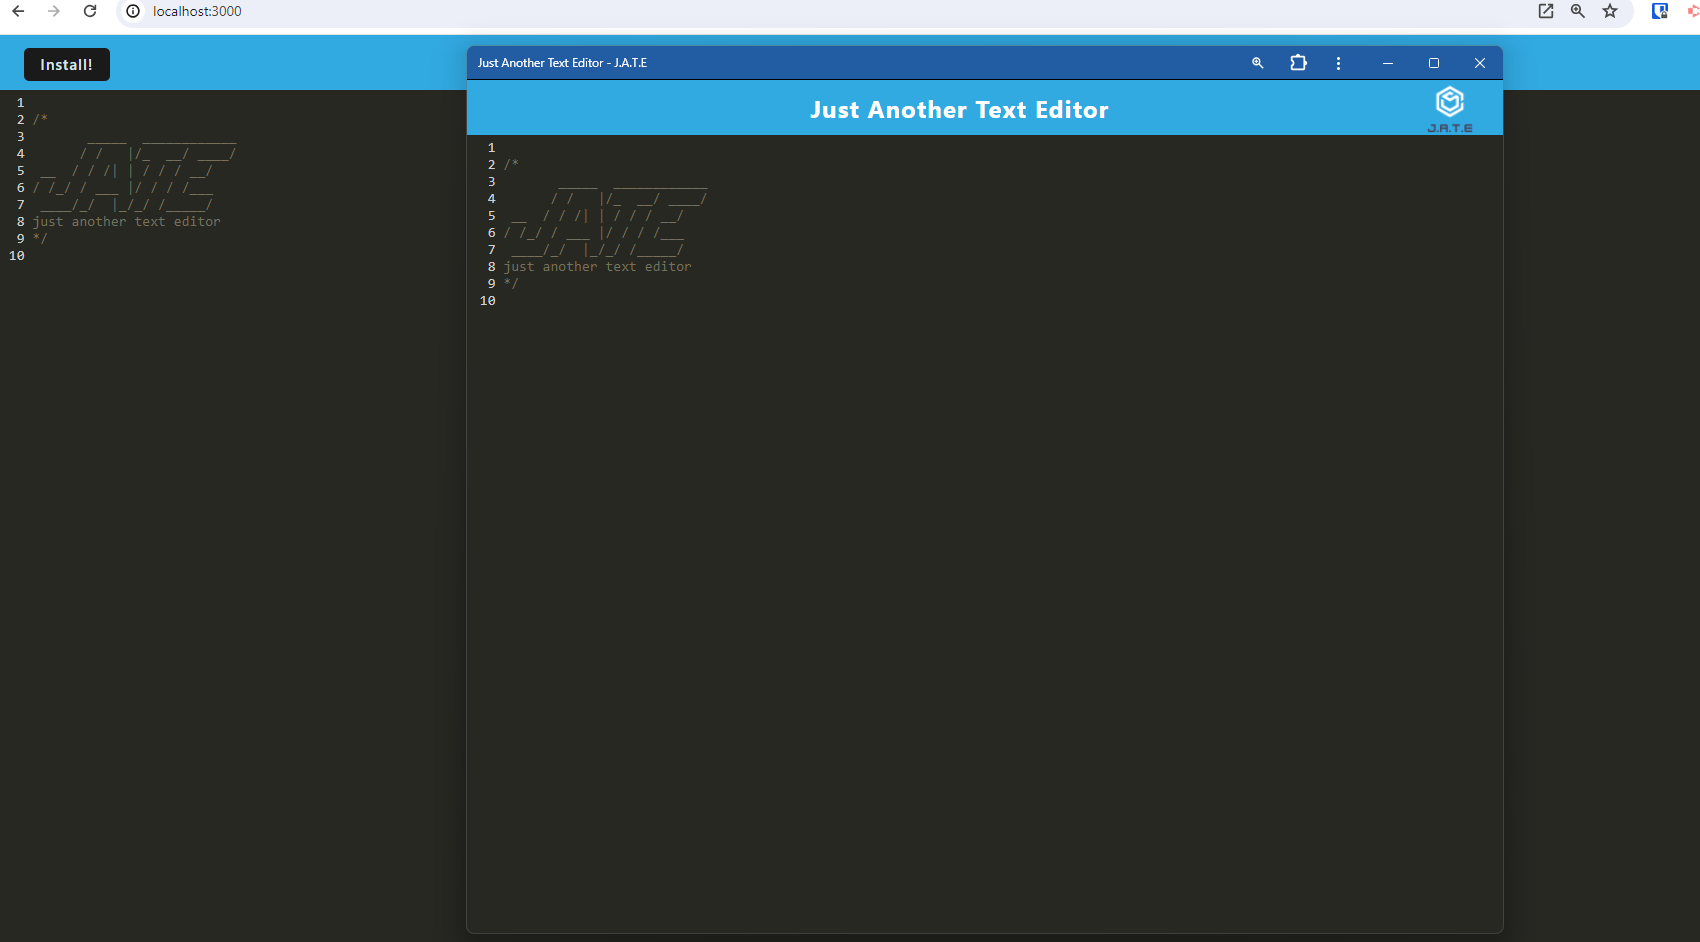 localhost:3000
Install!
1
2 /*
3        _____  ____________
4       / /   |/_  __/ ____/
5  __  / / /| | / / / __/
6 / /_/ / ___ |/ / / /___
7  ____/_/  |_/_/ /_____/
8 just another text editor
9 */
10
Just Another Text Editor - J.A.T.E
Just Another Text Editor
J.A.T.E
1
2 /*
3        _____  ____________
4       / /   |/_  __/ ____/
5  __  / / /| | / / / __/
6 / /_/ / ___ |/ / / /___
7  ____/_/  |_/_/ /_____/
8 just another text editor
9 */
10